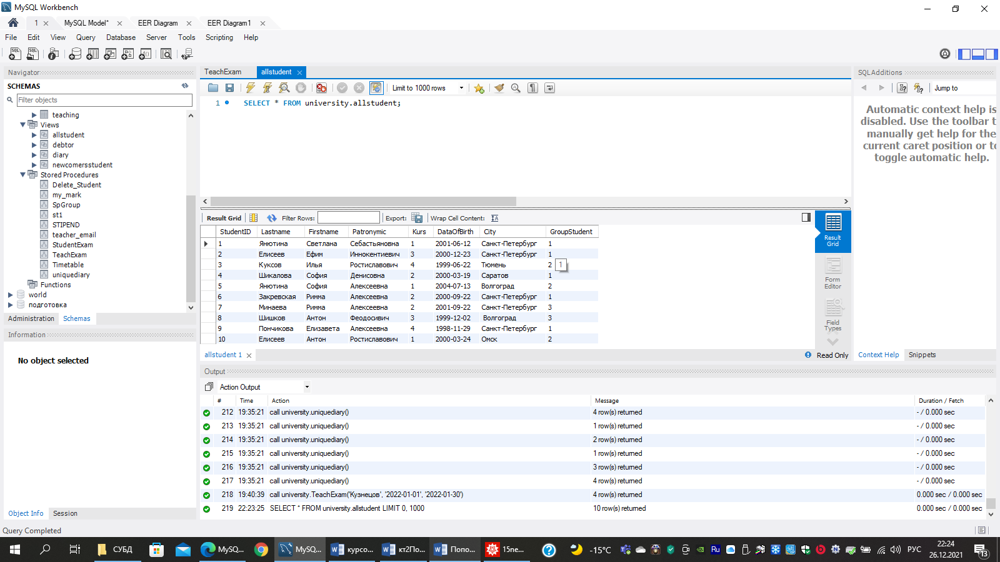 MySQL Workbench
1
MySQL Model*
EER Diagram
EER Diagram1
File Edit View Query Database Server Tools Scripting Help
Navigator
SCHEMAS
Filter objects
teaching
Views
allstudent
debtor
diary
newcomersstudent
Stored Procedures
Delete_Student
my_mark
SpGroup
st1
STIPEND
teacher_email
StudentExam
TeachExam
Timetable
uniquediary
Functions
world
подготовка
Administration Schemas
Information
No object selected
Object Info Session
TeachExam allstudent
Limit to 1000 rows
1 SELECT * FROM university.allstudent;
Result Grid Filter Rows: Export: Wrap Cell Content:
StudentID Lastname Firstname Patronymic Kurs DataOfBirth City GroupStudent
1 Янютина Светлана Себастьяновна 1 2001-06-12 Санкт-Петербург 1
2 Елисеев Ефим Иннокентиевич 3 2000-12-23 Санкт-Петербург 1
3 Куксов Илья Ростиславович 4 1999-06-22 Тюмень 2
1
4 Шикалова София Денисовна 2 2000-03-19 Саратов 1
5 Янютина София Алексеевна 1 2004-07-13 Волгоград 2
6 Закревская Римма Алексеевна 2 2000-09-22 Санкт-Петербург 1
7 Минаева Римма Алексеевна 2 2001-09-22 Санкт-Петербург 3
8 Шишков Антон Феодосивич 3 1999-12-02 Волгоград 3
9 Пончикова Елизавета Алексеевна 4 1998-11-29 Санкт-Петербург 1
10 Елисеев Антон Ростиславович 1 2000-03-24 Омск 2
Result
Grid
Form
Editor
Field
Types
allstudent 1
Read Only
SQLAdditions
Jump to
Automatic context help is
disabled. Use the toolbar t
manually get help for the
current caret position or to
toggle automatic help.
Context Help Snippets
Output
Action Output
# Time Action Message Duration / Fetch
212 19:35:21 call university.uniquediary() 4 row(s) returned - / 0.000 sec
213 19:35:21 call university.uniquediary() 1 row(s) returned - / 0.000 sec
214 19:35:21 call university.uniquediary() 2 row(s) returned - / 0.000 sec
215 19:35:21 call university.uniquediary() 1 row(s) returned - / 0.000 sec
216 19:35:21 call university.uniquediary() 3 row(s) returned - / 0.000 sec
217 19:35:21 call university.uniquediary() 4 row(s) returned - / 0.000 sec
218 19:40:39 call university.TeachExam('Кузнецов', '2022-01-01', '2022-01-30') 4 row(s) returned 0.000 sec / 0.000 sec
219 22:23:25 SELECT * FROM university.allstudent LIMIT 0, 1000 10 row(s) returned 0.000 sec / 0.000 sec
Query Completed
СУБД MySQ... MySQ... курсо... кт2По... Попо... 15ne... -15°C Ru РУС
22:24
26.12.2021
13